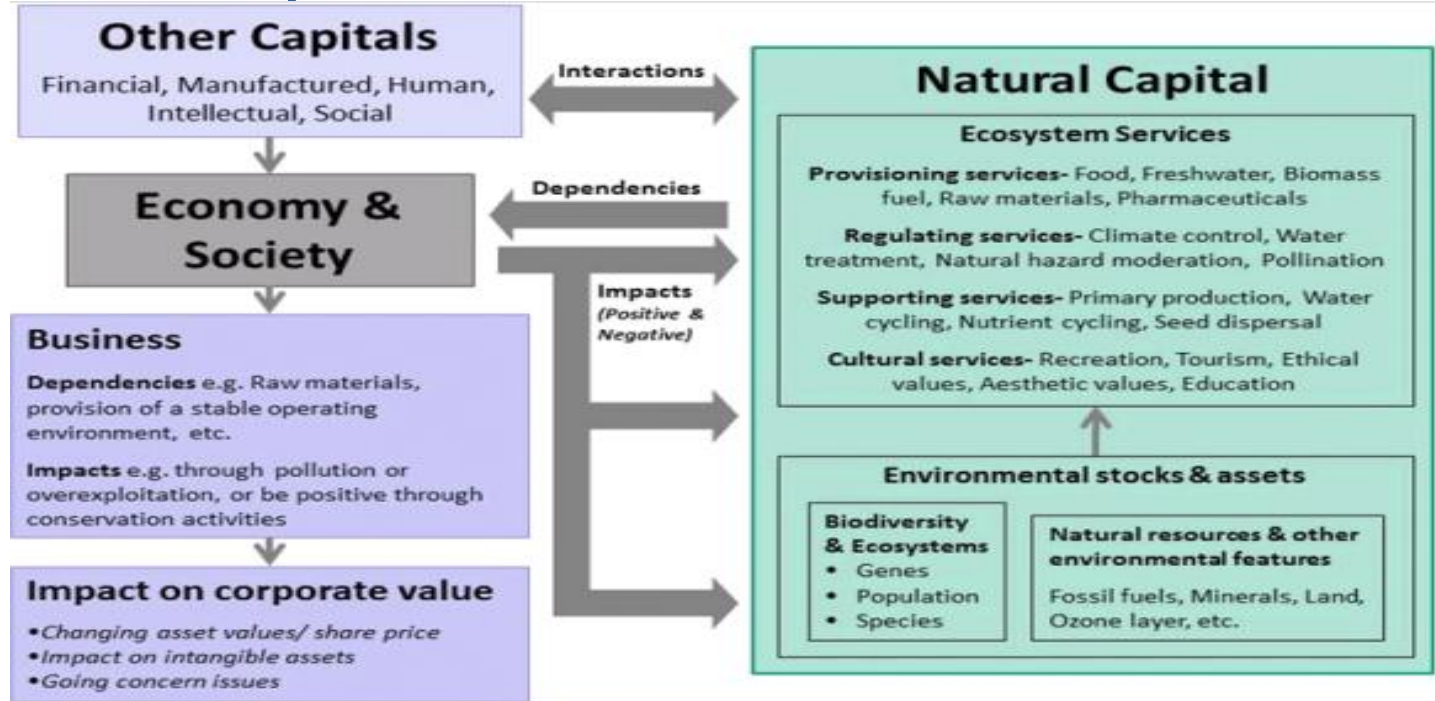 Other Capitals
Financial, Manufactured, Human,
Intellectual, Social
Economy &
Society
Business
Dependencies e.g. Raw materials,
provision of a stable operating
environment, etc.
Impacts e.g. through pollution or
overexploitation, or be positive through
conservation activities
Impact on corporate value
•Changing asset values/ share price
•Impact on intangible assets
•Going concern issues
Interactions
Dependencies
Impacts
(Positive &
Negative)
Natural Capital
Ecosystem Services
Provisioning services- Food, Freshwater, Biomass
fuel, Raw materials, Pharmaceuticals
Regulating services- Climate control, Water
treatment, Natural hazard moderation, Pollination
Supporting services- Primary production, Water
cycling, Nutrient cycling, Seed dispersal
Cultural services- Recreation, Tourism, Ethical
values, Aesthetic values, Education
Environmental stocks & assets
Biodiversity
& Ecosystems
• Genes
• Population
• Species
Natural resources & other
environmental features
Fossil fuels, Minerals, Land,
Ozone layer, etc.